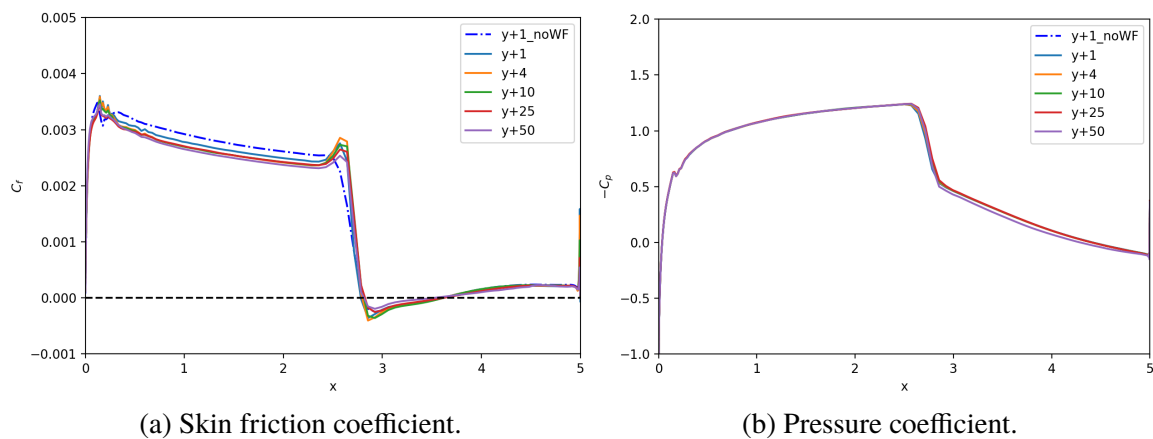 0.005
0.004
0.003
0.002
0.001
0.000
−0.001
C_f
0 1 2 3 4 5
x
y+1_noWF
y+1
y+4
y+10
y+25
y+50
(a) Skin friction coefficient.
2.0
1.5
1.0
0.5
0.0
−0.5
−1.0
−C_p
0 1 2 3 4 5
x
y+1_noWF
y+1
y+4
y+10
y+25
y+50
(b) Pressure coefficient.